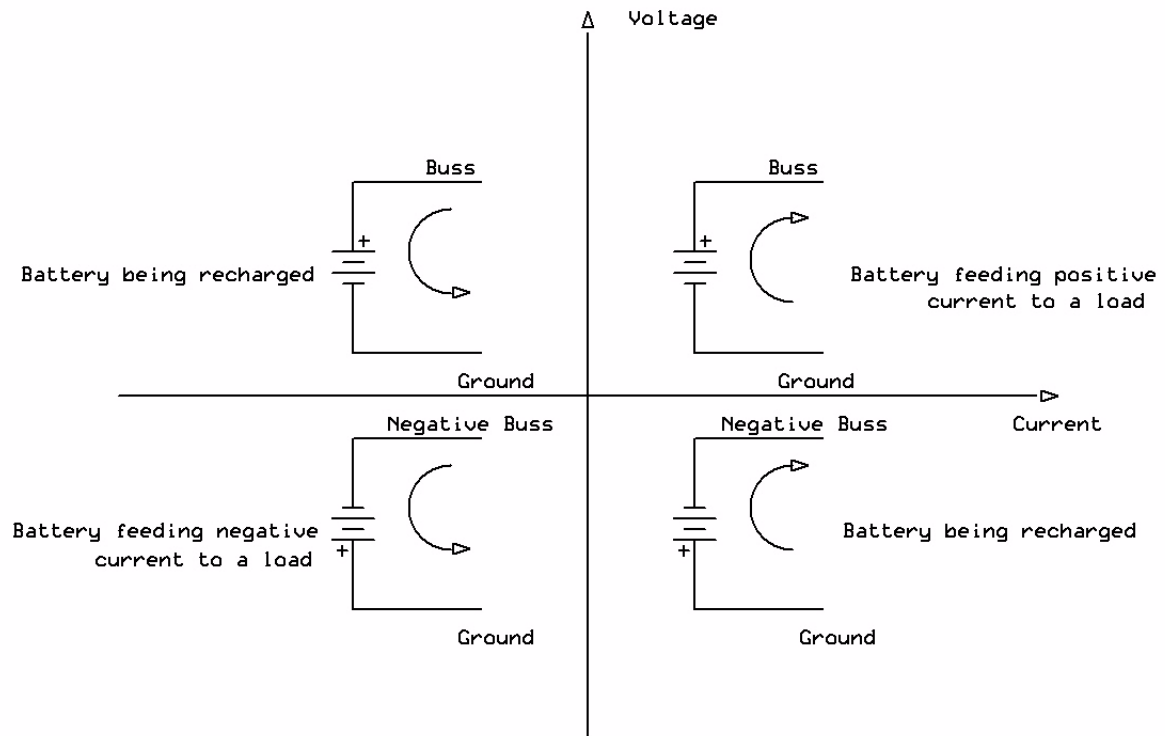 Voltage
Buss
Buss
+
+
Battery being recharged
Battery feeding positive
current to a load
Ground
Ground
Negative Buss
Negative Buss
Current
Battery feeding negative
current to a load
Battery being recharged
+
+
Ground
Ground